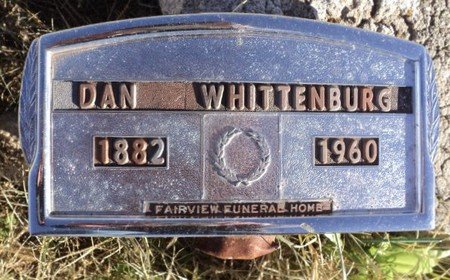 DAN WHITTENBURG
1882 1960
FAIRVIEW FUNERAL HOME